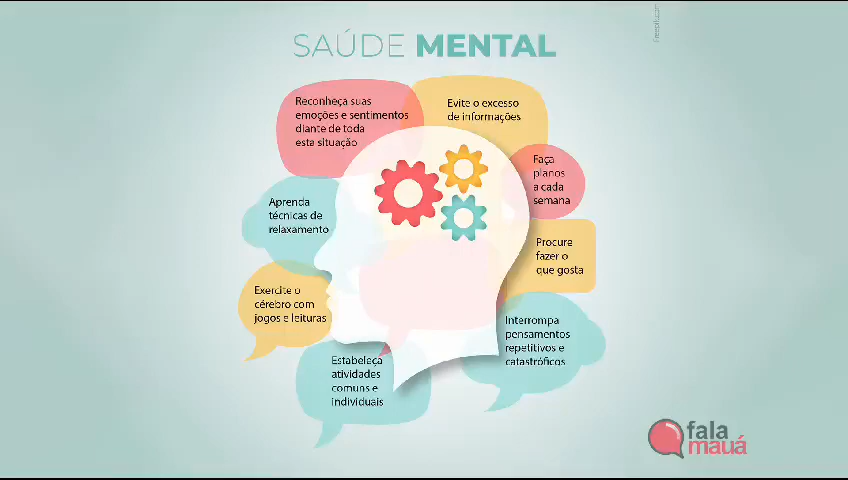 SAÚDE MENTAL
Freepik.com
Reconheça suas
emoções e sentimentos
diante de toda
esta situação
Evite o excesso
de informações
Faça
planos
a cada
semana
Aprenda
técnicas de
relaxamento
Procure
fazer o
que gosta
Exercite o
cérebro com
jogos e leituras
Interrompa
pensamentos
repetitivos e
catastróficos
Estabeleça
atividades
comuns e
individuais
fala
mauá